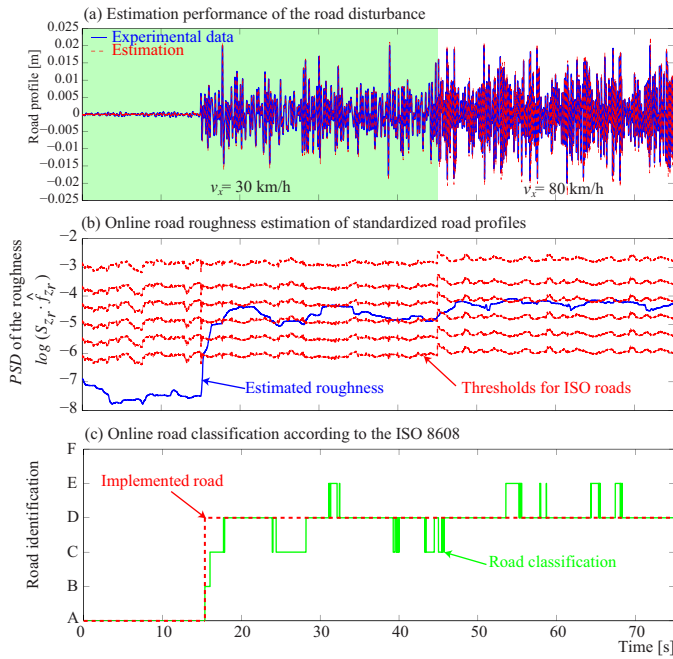 (a) Estimation performance of the road disturbance
0.025
0.02
0.015
0.01
0.005
0
−0.005
−0.01
−0.015
−0.02
−0.025
Road profile [m]
Experimental data
Estimation
vx= 30 km/h
vx= 80 km/h
(b) Online road roughness estimation of standardized road profiles
−2
−3
−4
−5
−6
−7
−8
PSD of the roughness
log (Szr, f̂zr)
Estimated roughness
Thresholds for ISO roads
(c) Online road classification according to the ISO 8608
F
E
D
C
B
A
Road identification
Implemented road
Road classification
0 10 20 30 40 50 60 70
Time [s]